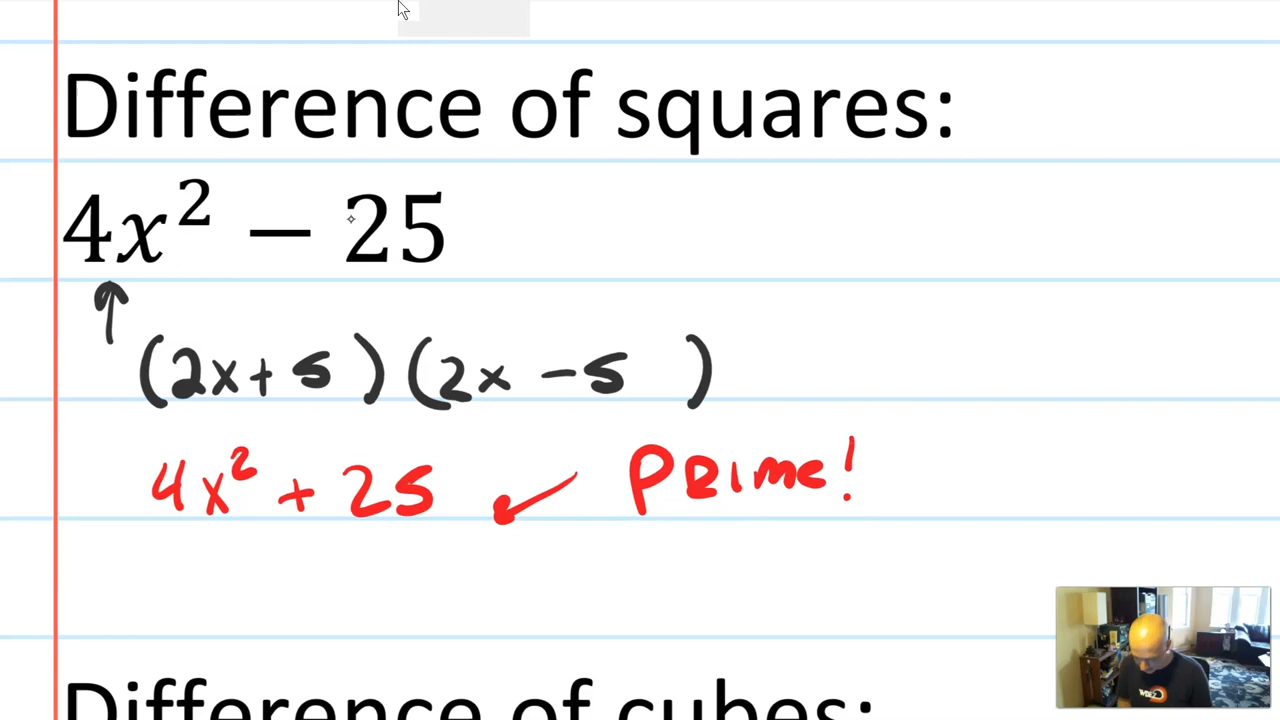 Difference of squares:
4x² − 25
(2x + 5)(2x − 5)
4x² + 25 PRIME!
Difference of cubes: